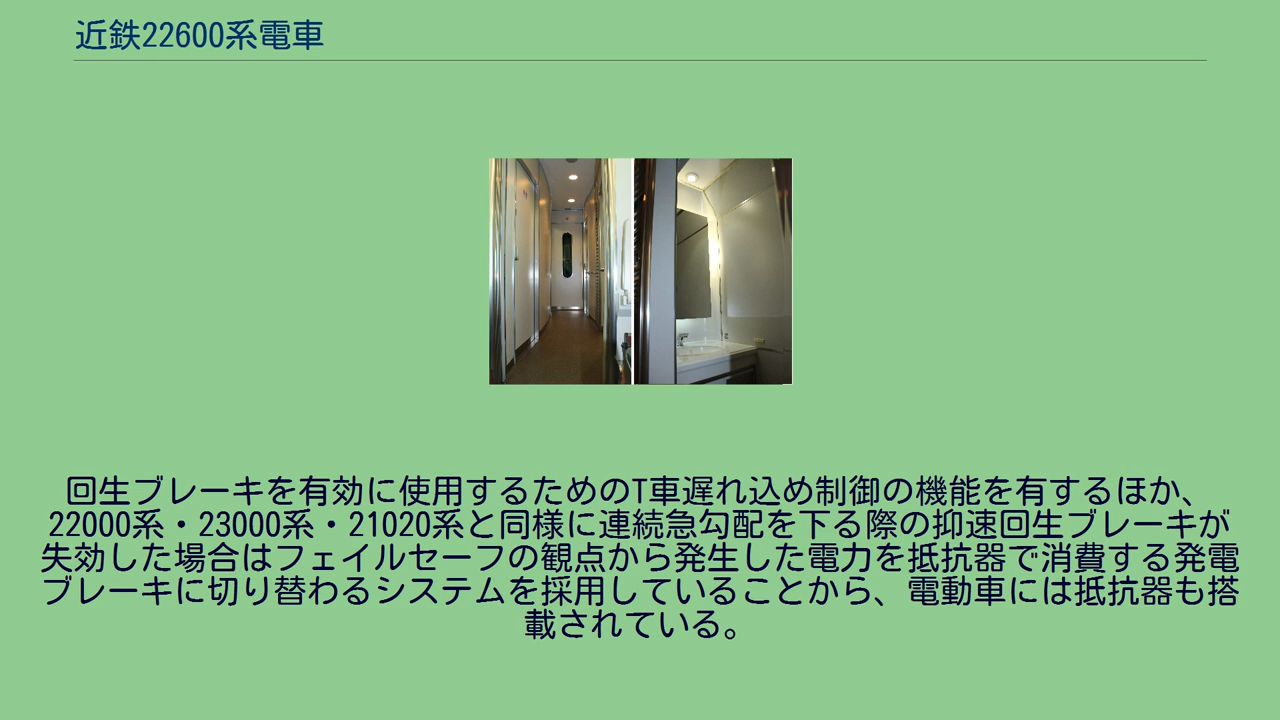 近鉄22600系電車
回生ブレーキを有効に使用するためのT車遅れ込め制御の機能を有するほか、
22000系・23000系・21020系と同様に連続急勾配を下る際の抑速回生ブレーキが
失効した場合はフェイルセーフの観点から発生した電力を抵抗器で消費する発電
ブレーキに切り替わるシステムを採用していることから、電動車には抵抗器も搭
載されている。